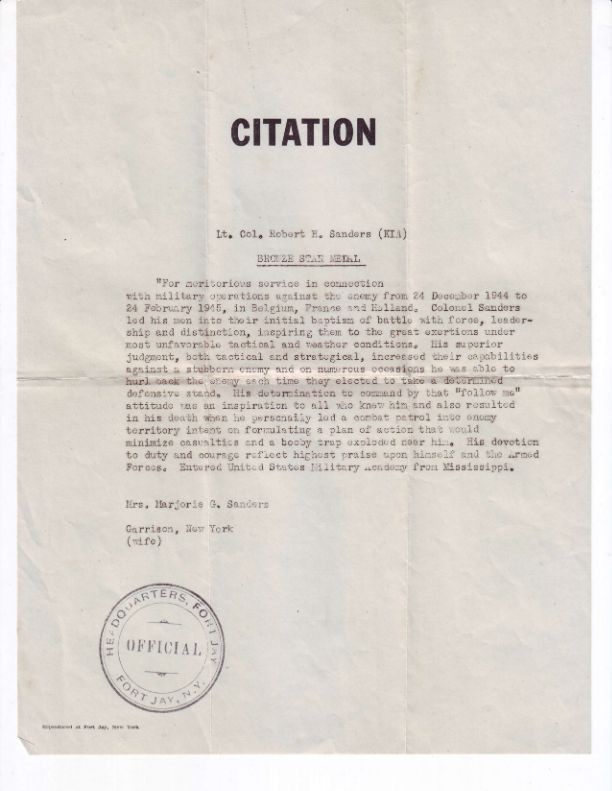 CITATION
Lt. Col. Robert H. Sanders (KIA)
BRONZE STAR MEDAL
"For meritorious service in connection
with military operations against the enemy from 24 December 1944 to
24 February 1945, in Belgium, France and Holland. Colonel Sanders
led his men into their initial baptism of battle with force, leader-
ship and distinction, inspiring them to the great exertions under
most unfavorable tactical and weather conditions. His superior
judgment, both tactical and strategical, increased their capabilities
against a stubborn enemy and on numerous occasions he was able to
hurl back the enemy each time they elected to take a determined
defensive stand. His determination to command by that "follow me"
attitude was an inspiration to all who knew him and also resulted
in his death when he personally led a combat patrol into enemy
territory intent on formulating a plan of action that would
minimize casualties and a booby trap exploded near him. His devotion
to duty and courage reflect highest praise upon himself and the Armed
Forces. Entered United States Military Academy from Mississippi.
Mrs. Marjorie G. Sanders
Garrison, New York
(wife)
HEADQUARTERS, FORT JAY
OFFICIAL
FORT JAY, N.Y.
Reproduced at Fort Jay, New York